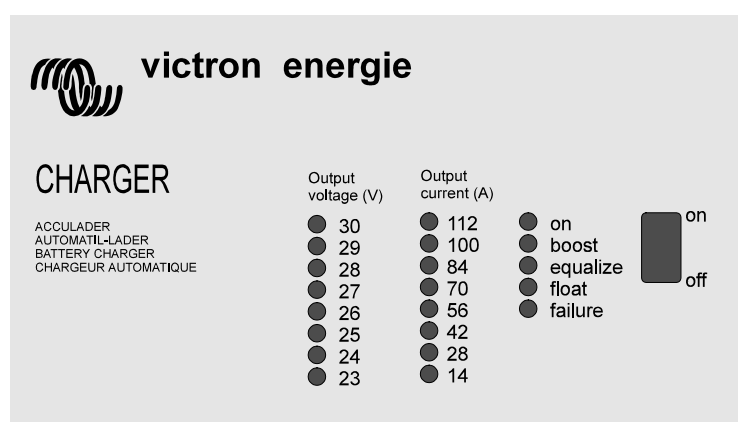 victron energie
CHARGER
ACCULADER
AUTOMATIL-LADER
BATTERY CHARGER
CHARGEUR AUTOMATIQUE
Output
voltage (V)
30
29
28
27
26
25
24
23
Output
current (A)
112
100
84
70
56
42
28
14
on
boost
equalize
float
failure
on
off